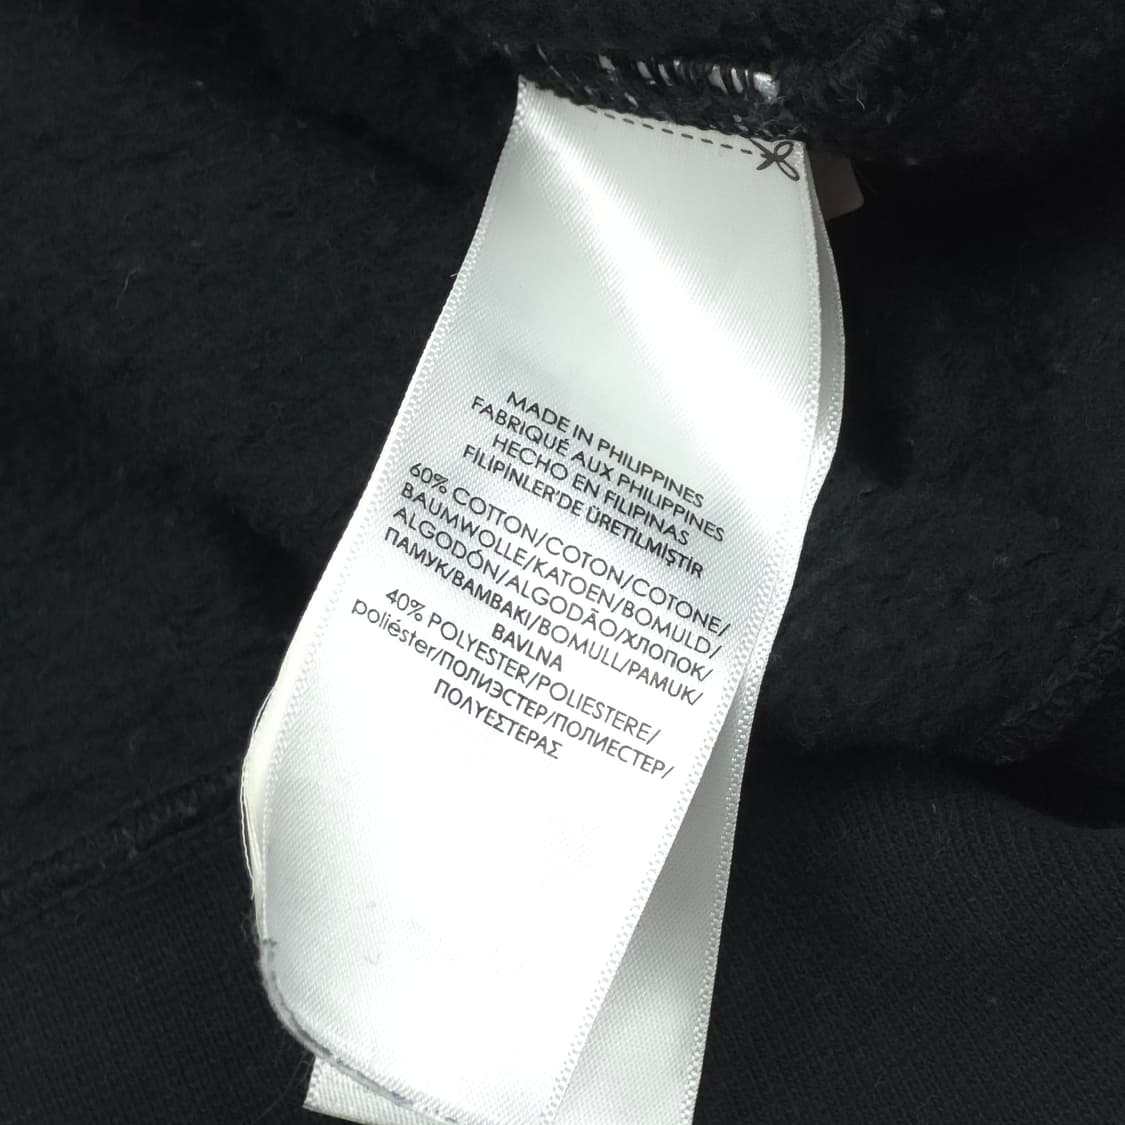 MADE IN PHILIPPINES
FABRIQUÉ AUX PHILIPPINES
HECHO EN FILIPINAS
FILIPINLER'DE ÜRETILMIŞTIR
60% COTTON/COTON/COTONE/
BAUMWOLLE/KATOEN/BOMULD/
ALGODÓN/ALGODÃO/ХЛОПОК/
ПАМУК/BAMBAKI/BOMULL/PAMUK/
BAVLNA
40% POLYESTER/POLIESTERE/
poliéster/ПОЛИЭСТЕР/ПОЛИЕСТЕР/
ΠΟΛΥΕΣΤΕΡΑΣ